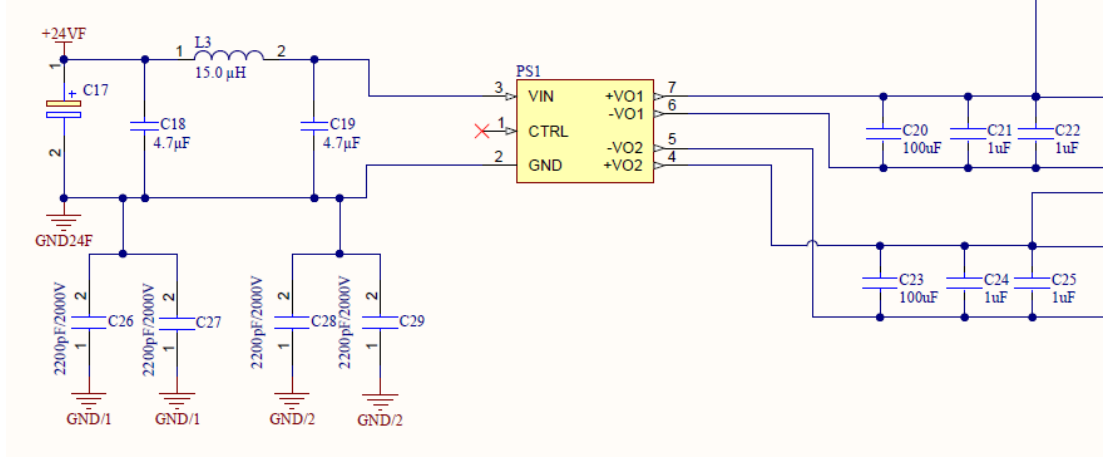 +24VF
1
C17
2
GND24F
C18
4.7µF
1
L3
2
15.0 µH
C19
4.7µF
PS1
3
VIN
1
CTRL
2
GND
+VO1
7
-VO1
6
-VO2
5
+VO2
4
C20
100uF
C21
1uF
C22
1uF
C23
100uF
C24
1uF
C25
1uF
2200pF/2000V
2
C26
1
GND/1
2200pF/2000V
2
C27
1
GND/1
2200pF/2000V
2
C28
1
GND/2
2200pF/2000V
2
C29
1
GND/2